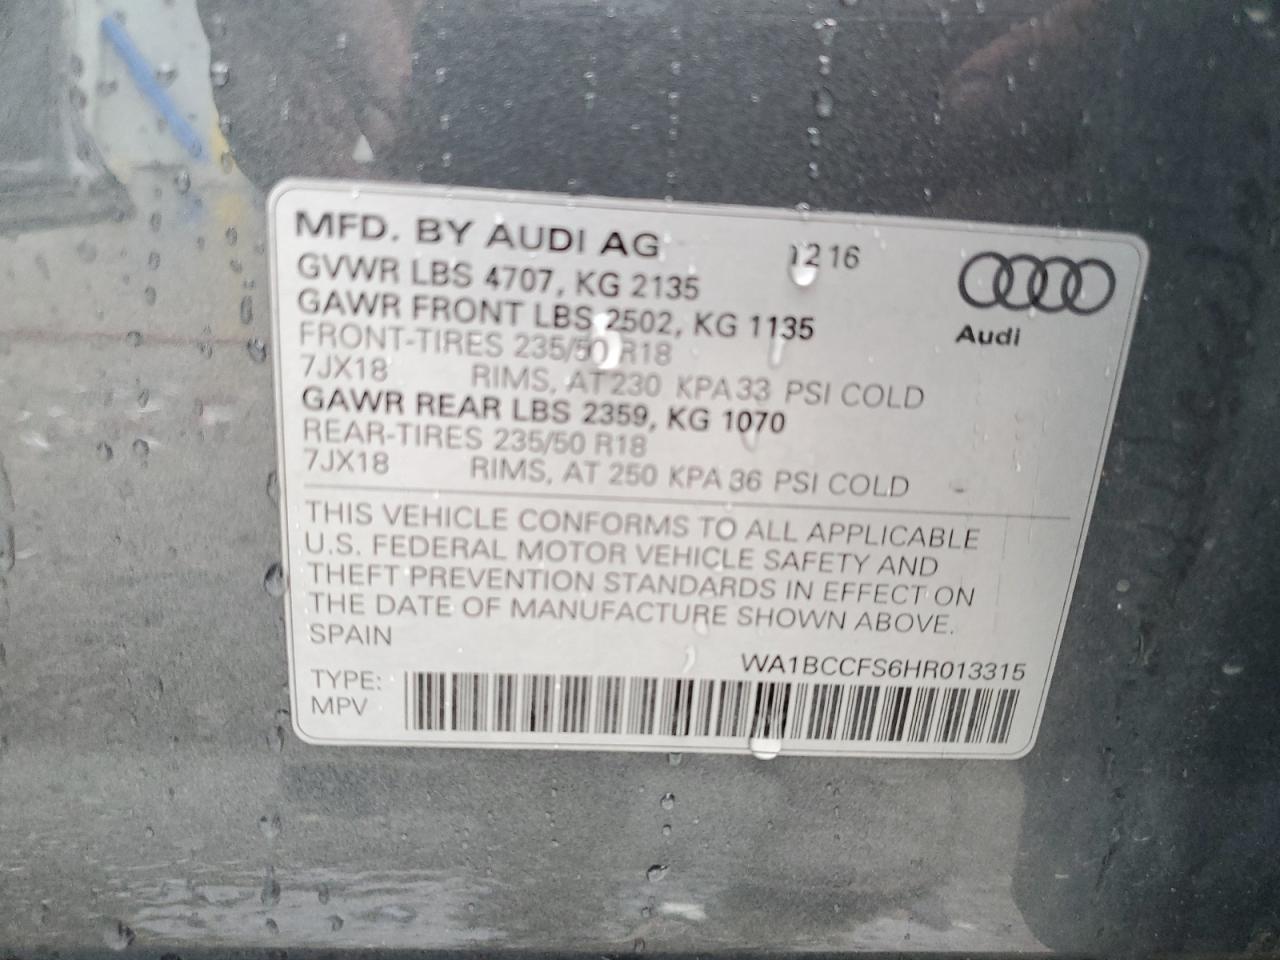 MFD. BY AUDI AG 12 16
GVWR LBS 4707, KG 2135
GAWR FRONT LBS 2502, KG 1135
Audi
FRONT-TIRES 235/50 R18
7JX18 RIMS, AT 230 KPA 33 PSI COLD
GAWR REAR LBS 2359, KG 1070
REAR-TIRES 235/50 R18
7JX18 RIMS, AT 250 KPA 36 PSI COLD
THIS VEHICLE CONFORMS TO ALL APPLICABLE
U.S. FEDERAL MOTOR VEHICLE SAFETY AND
THEFT PREVENTION STANDARDS IN EFFECT ON
THE DATE OF MANUFACTURE SHOWN ABOVE.
SPAIN
WA1BCCFS6HR013315
TYPE:
MPV